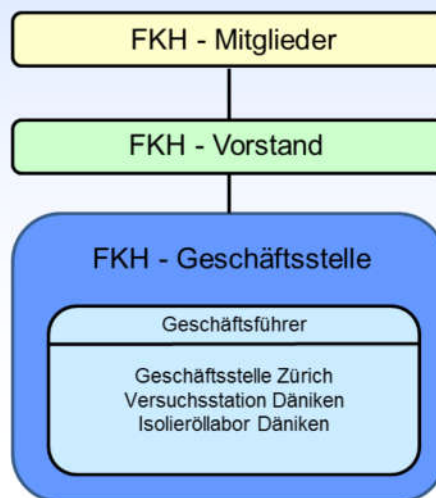 FKH - Mitglieder
FKH - Vorstand
FKH - Geschäftsstelle
Geschäftsführer
Geschäftsstelle Zürich
Versuchsstation Däniken
Isolieröllabor Däniken